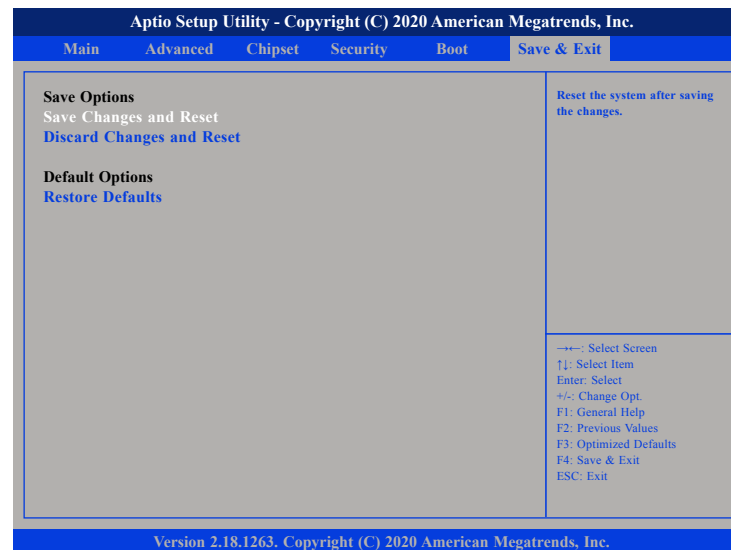 Aptio Setup Utility - Copyright (C) 2020 American Megatrends, Inc.
Main Advanced Chipset Security Boot Save & Exit
Save Options
Save Changes and Reset
Discard Changes and Reset
Default Options
Restore Defaults
Reset the system after saving
the changes.
→←: Select Screen
↑↓: Select Item
Enter: Select
+/-: Change Opt.
F1: General Help
F2: Previous Values
F3: Optimized Defaults
F4: Save & Exit
ESC: Exit
Version 2.18.1263. Copyright (C) 2020 American Megatrends, Inc.